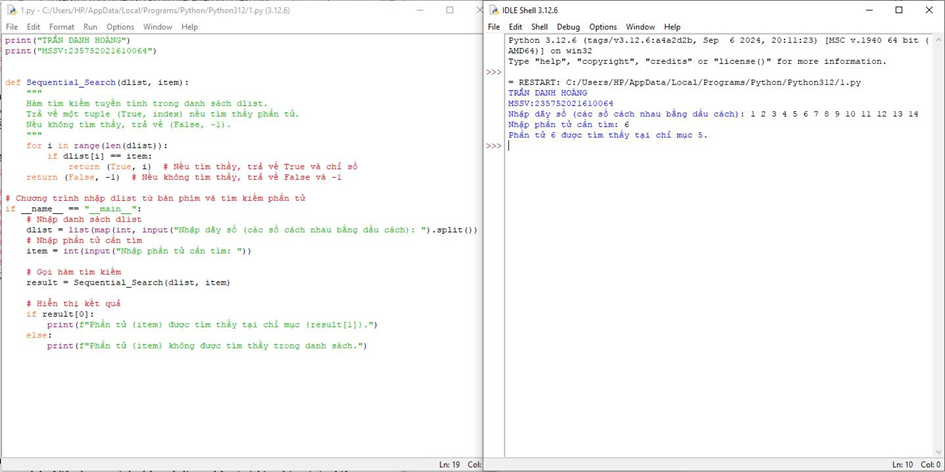 1.py - C:/Users/HP/AppData/Local/Programs/Python/Python312/1.py (3.12.6)
File Edit Format Run Options Window Help
print("TRẦN DANH HOÀNG")
print("MSSV:235752021610064")
def Sequential_Search(dlist, item):
"""
Hàm tìm kiếm tuyến tính trong danh sách dlist.
Trả về một tuple (True, index) nếu tìm thấy phần tử.
Nếu không tìm thấy, trả về (False, -1).
"""
for i in range(len(dlist)):
if dlist[i] == item:
return (True, i) # Nếu tìm thấy, trả về True và chỉ số
return (False, -1) # Nếu không tìm thấy, trả về False và -1
# Chương trình nhập dlist từ bàn phím và tìm kiếm phần tử
if __name__ == "__main__":
# Nhập danh sách dlist
dlist = list(map(int, input("Nhập dãy số (các số cách nhau bằng dấu cách): ").split())
# Nhập phần tử cần tìm
item = int(input("Nhập phần tử cần tìm: "))
# Gọi hàm tìm kiếm
result = Sequential_Search(dlist, item)
# Hiển thị kết quả
if result[0]:
print(f"Phần tử {item} được tìm thấy tại chỉ mục {result[1]}.")
else:
print(f"Phần tử {item} không được tìm thấy trong danh sách.")
Ln: 19 Col:
IDLE Shell 3.12.6
File Edit Shell Debug Options Window Help
Python 3.12.6 (tags/v3.12.6:a4a2d2b, Sep 6 2024, 20:11:23) [MSC v.1940 64 bit (
AMD64)] on win32
Type "help", "copyright", "credits" or "license()" for more information.
>>>
= RESTART: C:/Users/HP/AppData/Local/Programs/Python/Python312/1.py
TRẦN DANH HOÀNG
MSSV:235752021610064
Nhập dãy số (các số cách nhau bằng dấu cách): 1 2 3 4 5 6 7 8 9 10 11 12 13 14
Nhập phần tử cần tìm: 6
Phần tử 6 được tìm thấy tại chỉ mục 5.
>>>
Ln: 10 Col: 0